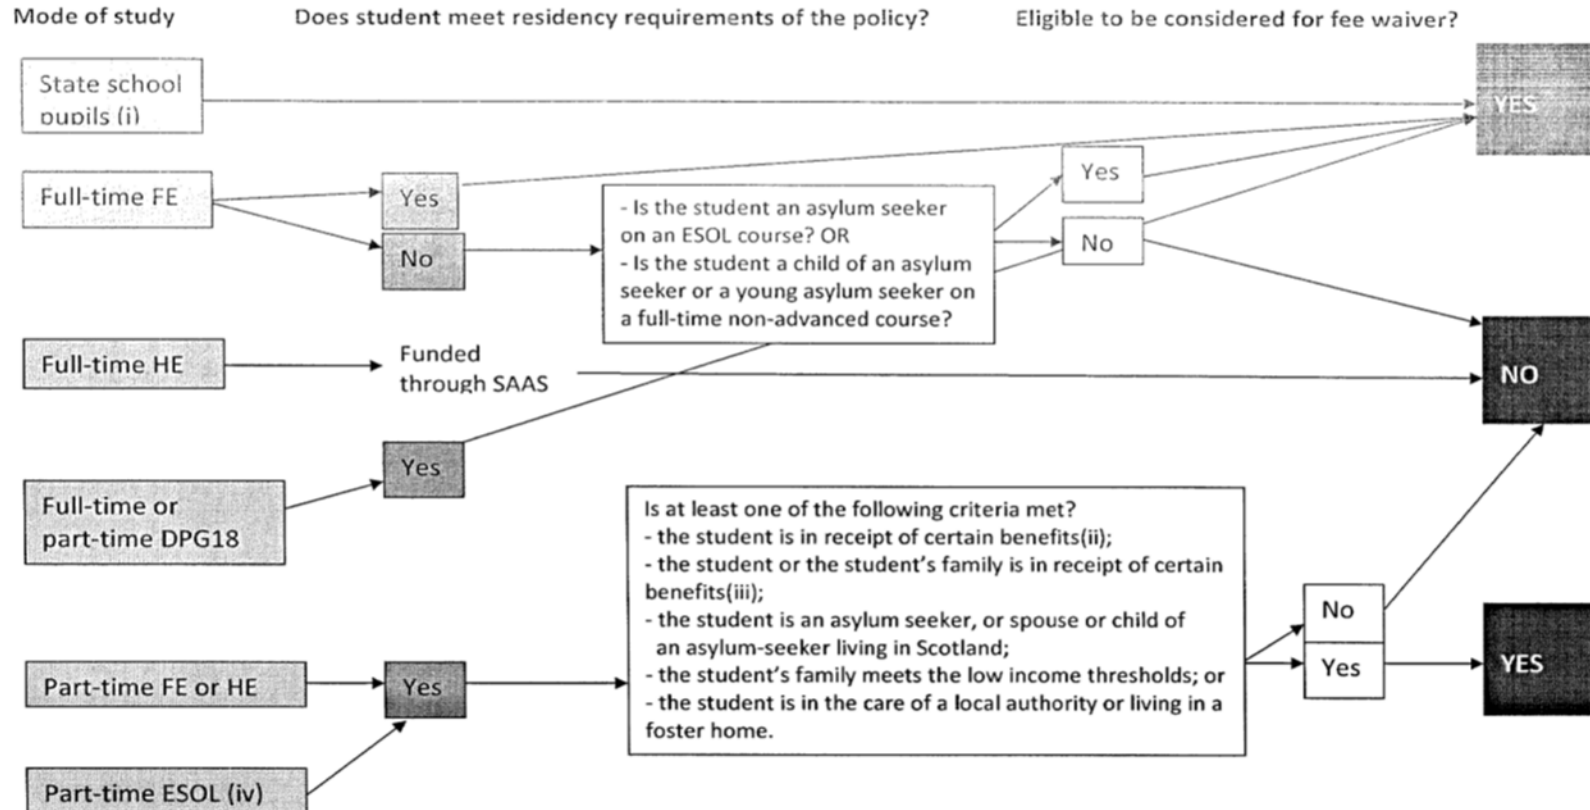 Mode of study
Does student meet residency requirements of the policy?
Eligible to be considered for fee waiver?
State school
pupils (i)
YES
Full-time FE
Yes
No
- Is the student an asylum seeker
on an ESOL course? OR
- Is the student a child of an asylum
seeker or a young asylum seeker on
a full-time non-advanced course?
Yes
No
Full-time HE
Funded
through SAAS
NO
Full-time or
part-time DPG18
Yes
Is at least one of the following criteria met?
- the student is in receipt of certain benefits(ii);
- the student or the student's family is in receipt of certain
benefits(iii);
- the student is an asylum seeker, or spouse or child of
an asylum-seeker living in Scotland;
- the student's family meets the low income thresholds; or
- the student is in the care of a local authority or living in a
foster home.
No
Yes
YES
Part-time FE or HE
Yes
Part-time ESOL (iv)